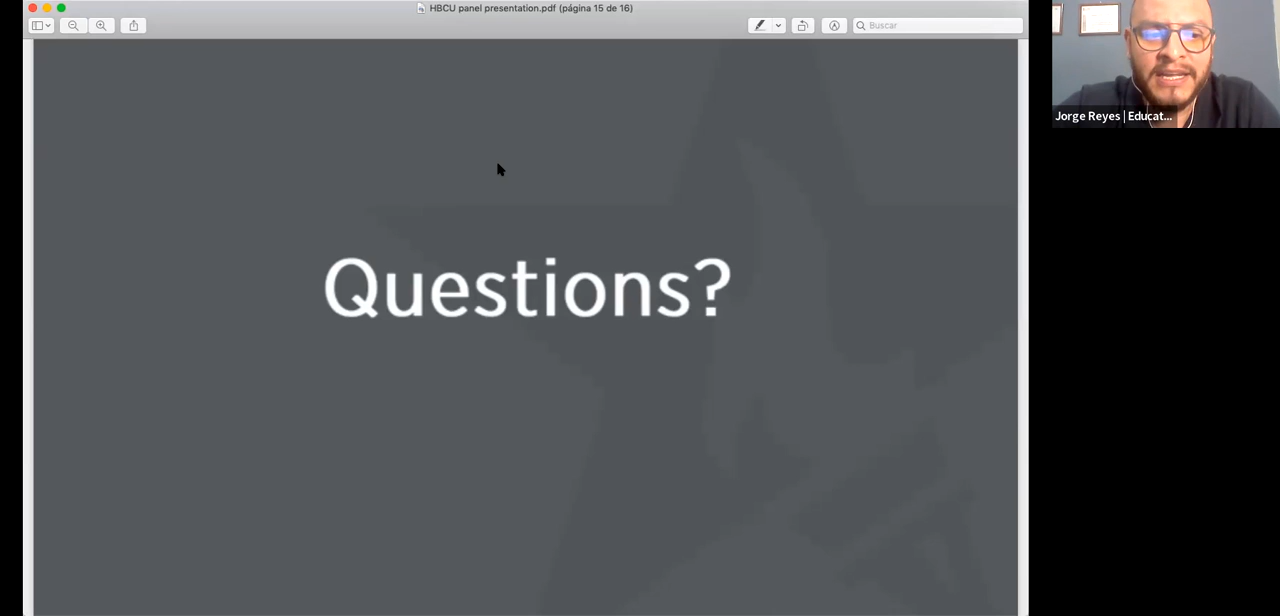 HBCU panel presentation.pdf (página 15 de 16)
Buscar
Questions?
Jorge Reyes | Educat...